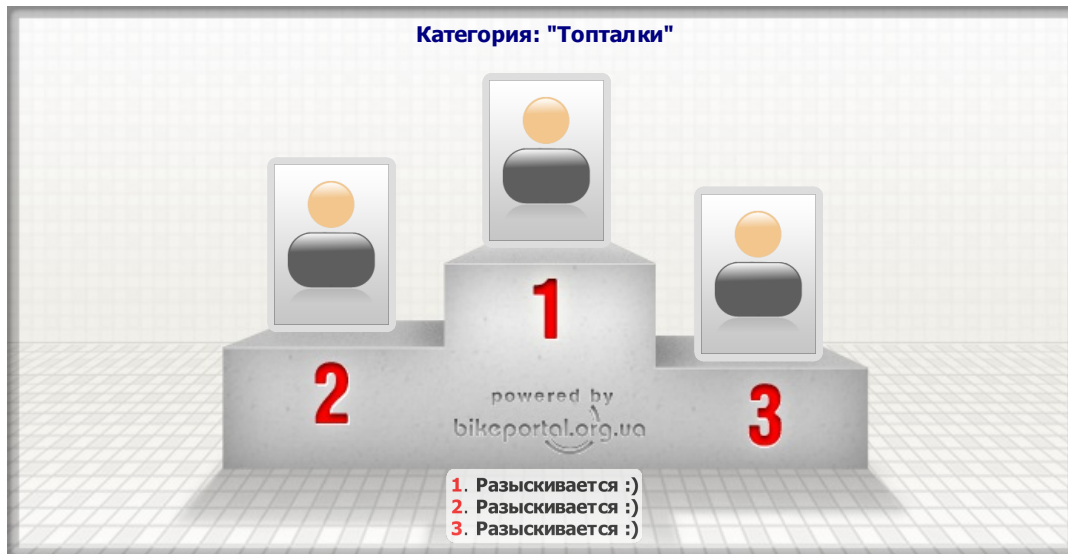 Категория: "Топталки"
1
2
3
powered by
bikeportal.org.ua
1. Разыскивается :)
2. Разыскивается :)
3. Разыскивается :)